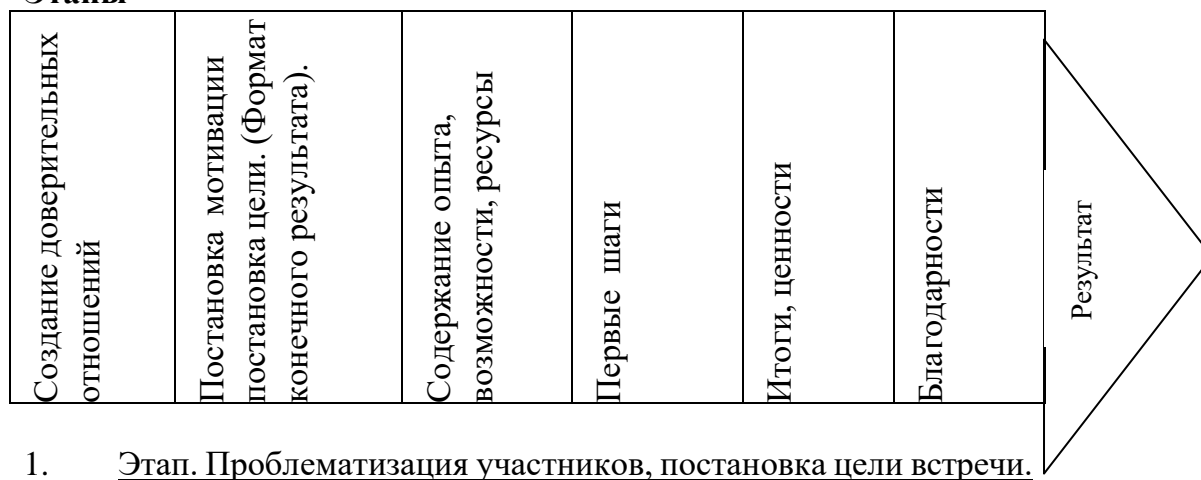 Этапы
Создание доверительных
отношений
Постановка мотивации
постановка цели. (Формат
конечного результата).
Содержание опыта,
возможности, ресурсы
Первые шаги
Итоги, ценности
Благодарности
Результат
1. Этап. Проблематизация участников, постановка цели встречи.